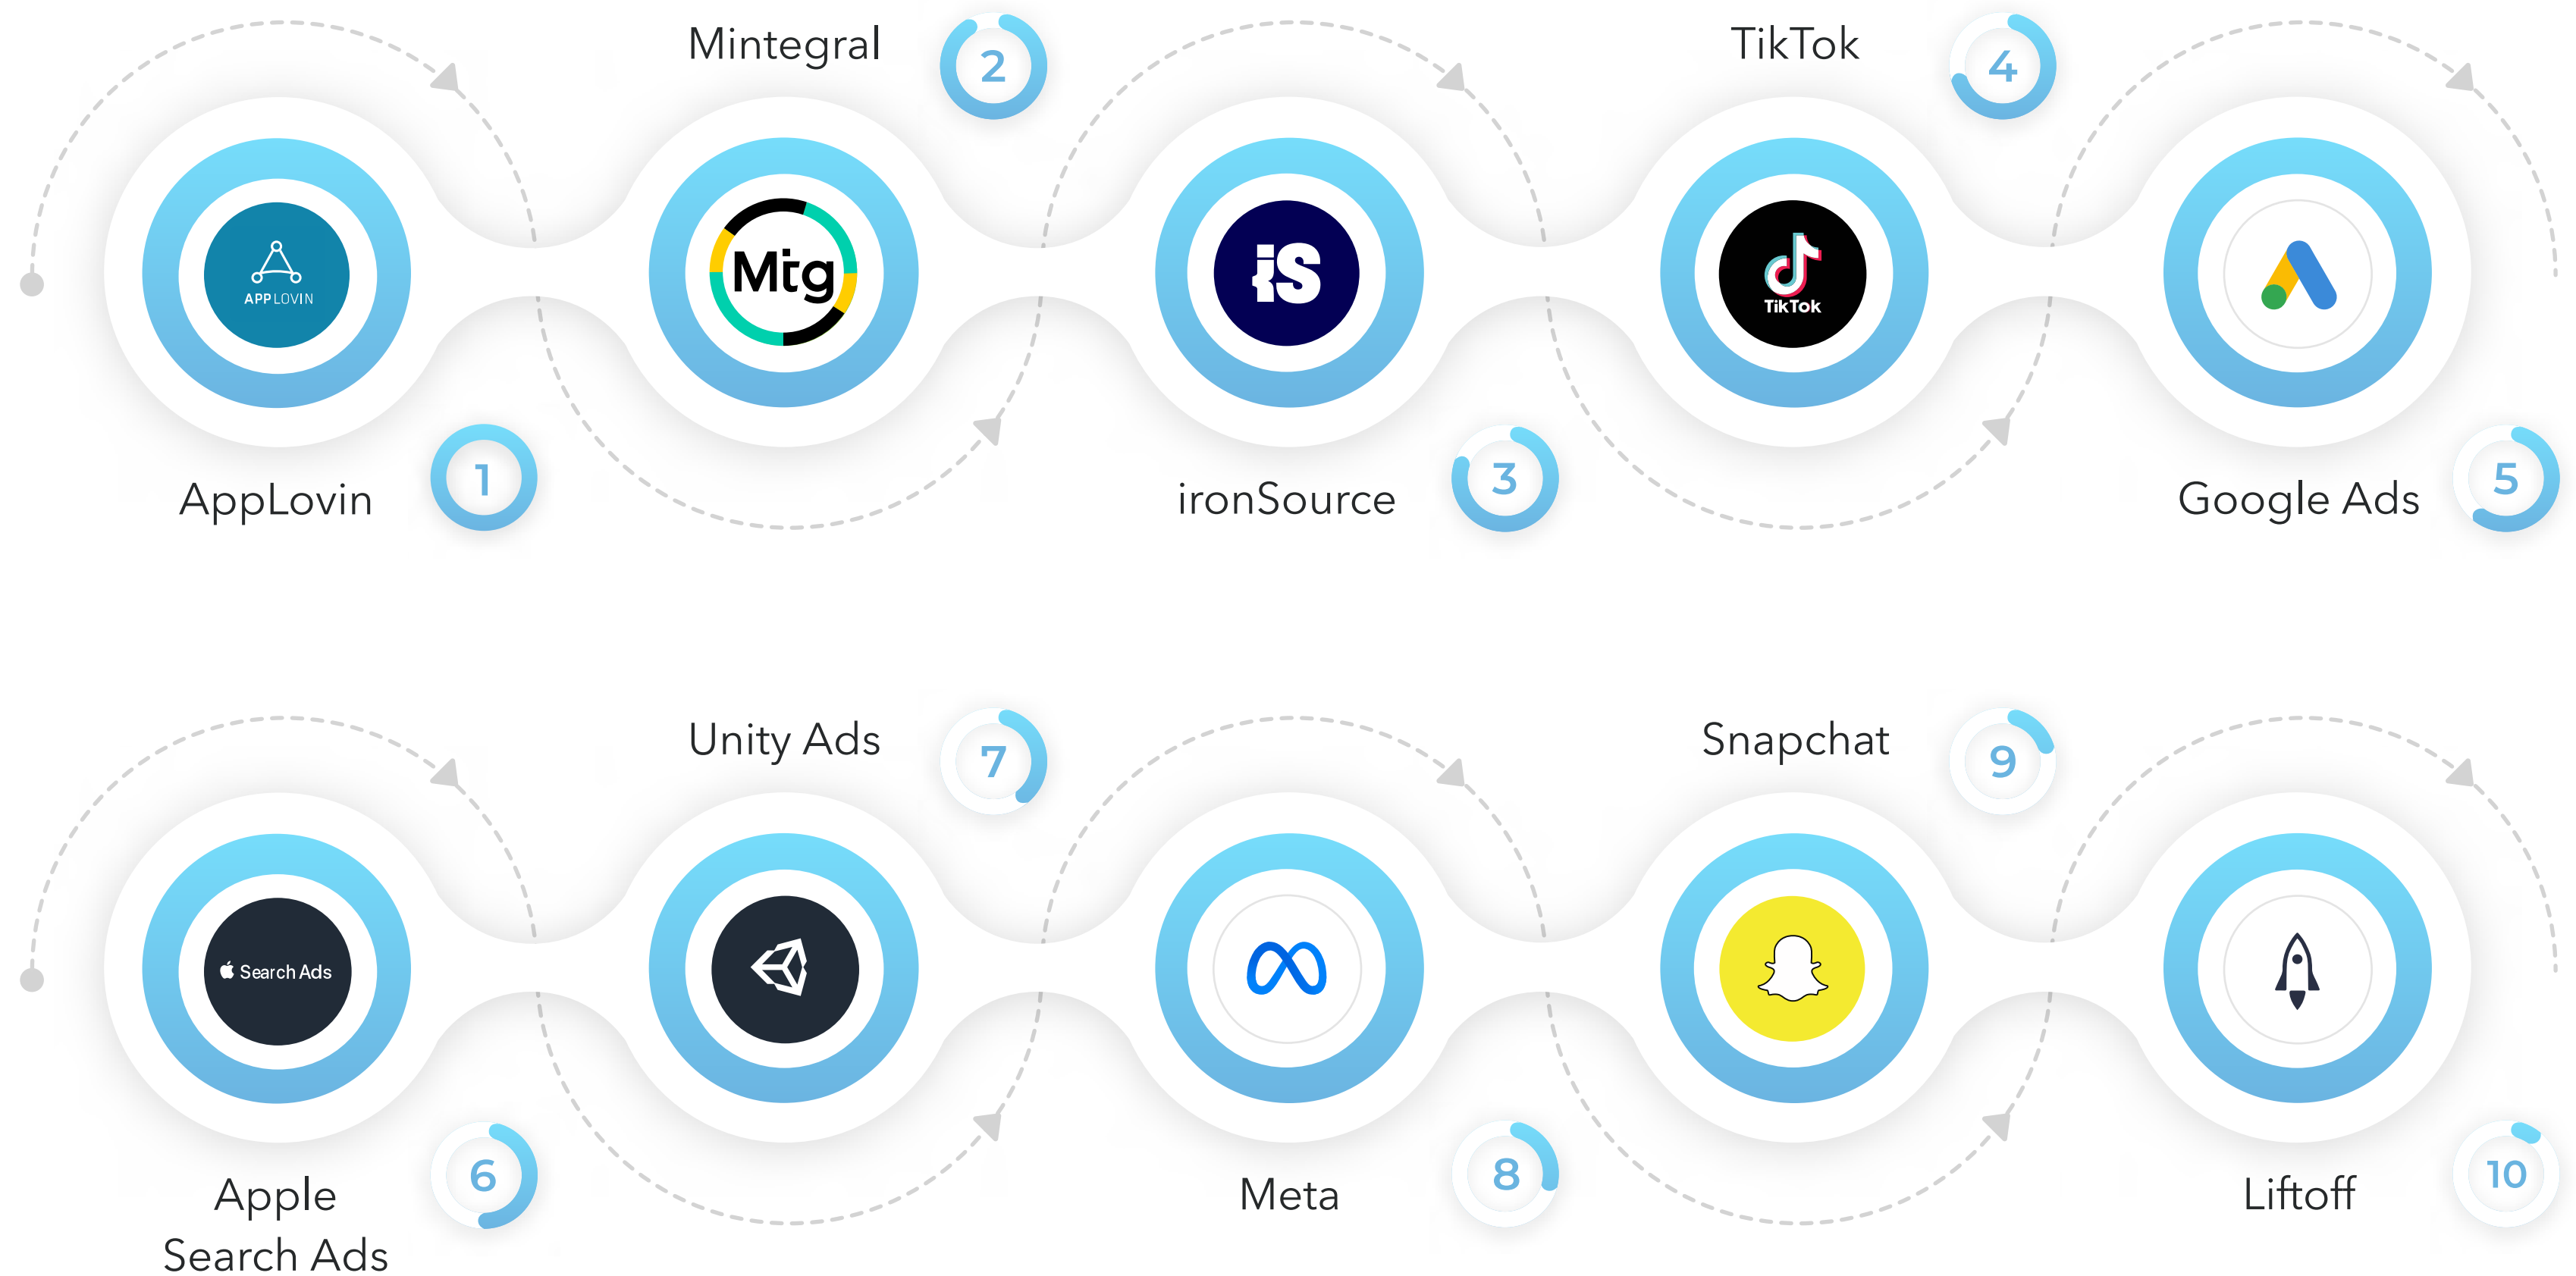 Mintegral
2
TikTok
4
APPLOVIN
Mtg
iS
TikTok
AppLovin
1
ironSource
3
Google Ads
5
Unity Ads
7
Snapchat
9
Search Ads
Apple
Search Ads
6
Meta
8
Liftoff
10